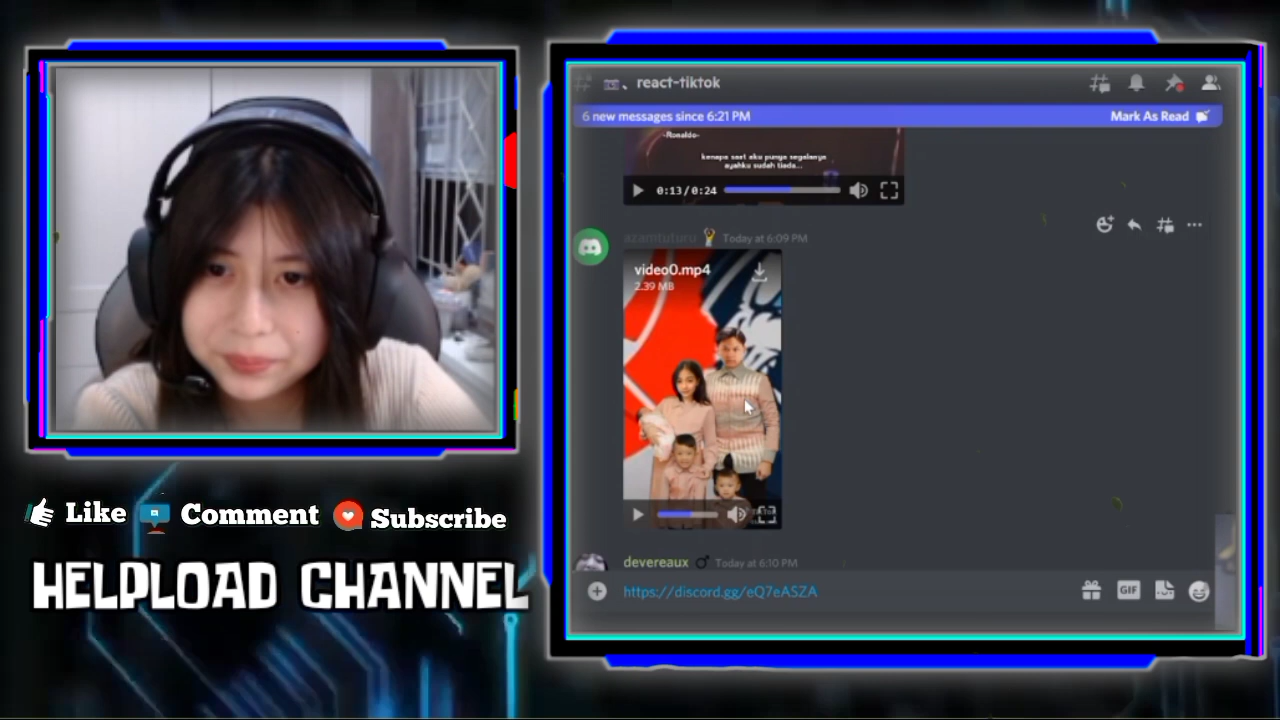 react-tiktok
6 new messages since 6:21 PM
Mark As Read
-Ronaldo-
kenapa saat aku punya segalanya
ayahku sudah tiada...
0:13/0:24
azamtuturu Today at 6:09 PM
video0.mp4
2.39 MB
devereaux Today at 6:10 PM
https://discord.gg/eQ7eASZA
GIF
Like Comment Subscribe
HELPLOAD CHANNEL